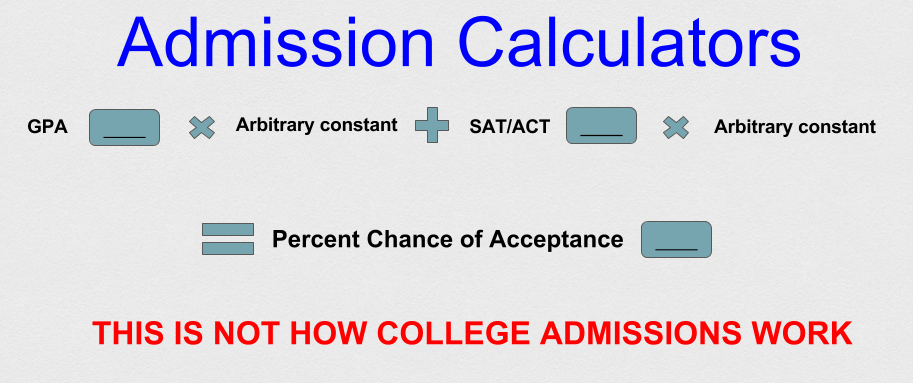 Admission Calculators
GPA ____ Arbitrary constant SAT/ACT ____ Arbitrary constant
Percent Chance of Acceptance ____
THIS IS NOT HOW COLLEGE ADMISSIONS WORK